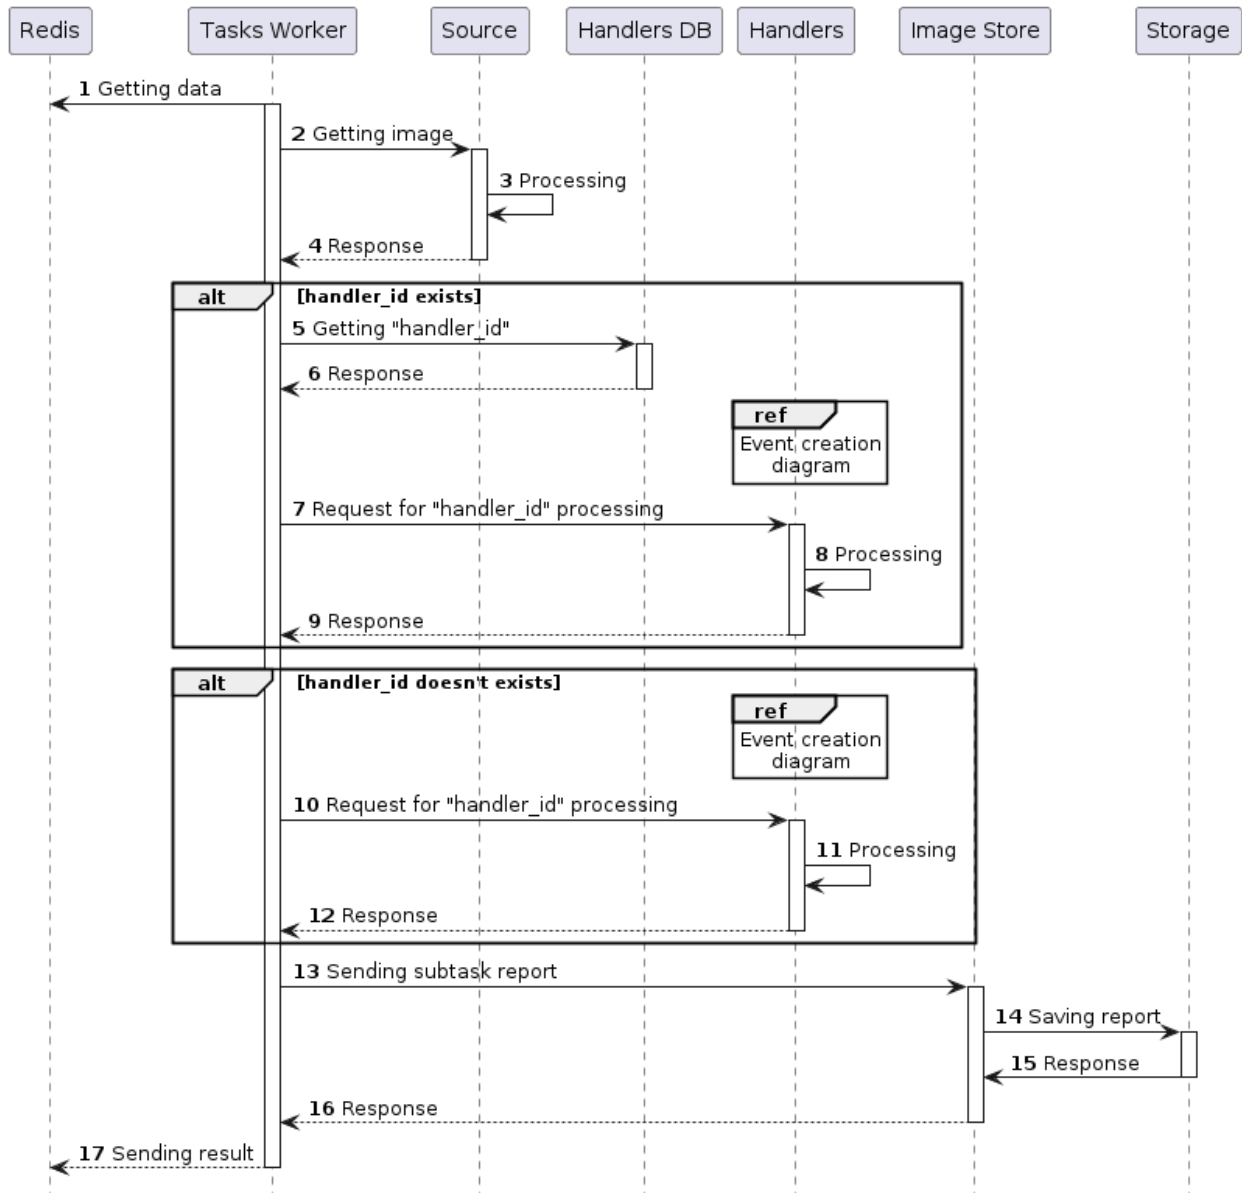 Redis
Tasks Worker
Source
Handlers DB
Handlers
Image Store
Storage
1 Getting data
2 Getting image
3 Processing
4 Response
alt
[handler_id exists]
5 Getting "handler_id"
6 Response
ref
Event creation
diagram
7 Request for "handler_id" processing
8 Processing
9 Response
alt
[handler_id doesn't exists]
ref
Event creation
diagram
10 Request for "handler_id" processing
11 Processing
12 Response
13 Sending subtask report
14 Saving report
15 Response
16 Response
17 Sending result